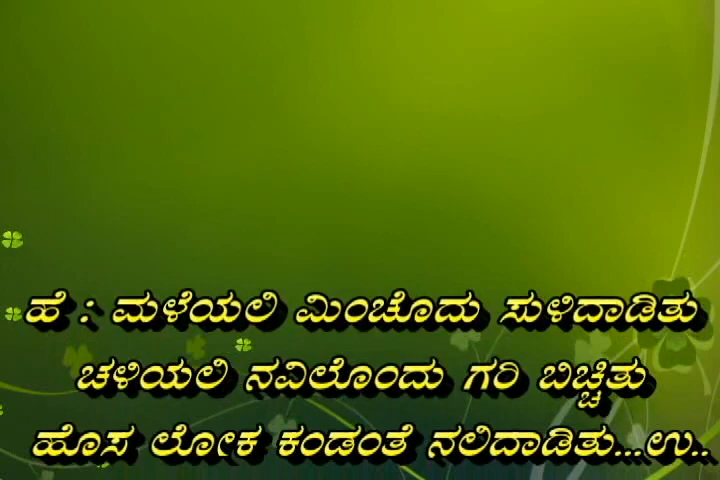 ಹೆ : ಮಳೆಯಲಿ ಮಿಂಚೊದು ಸುಳಿದಾಡಿತು
ಚಳಿಯಲಿ ನವಿಲೊಂದು ಗರಿ ಬಿಚ್ಚಿತು
ಹೊಸ ಲೋಕ ಕಂಡಂತೆ ನಲಿದಾಡಿತು...ಉ..